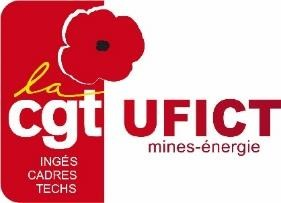 la
cgt UFICT
mines-énergie
INGÉS
CADRES
TECHS